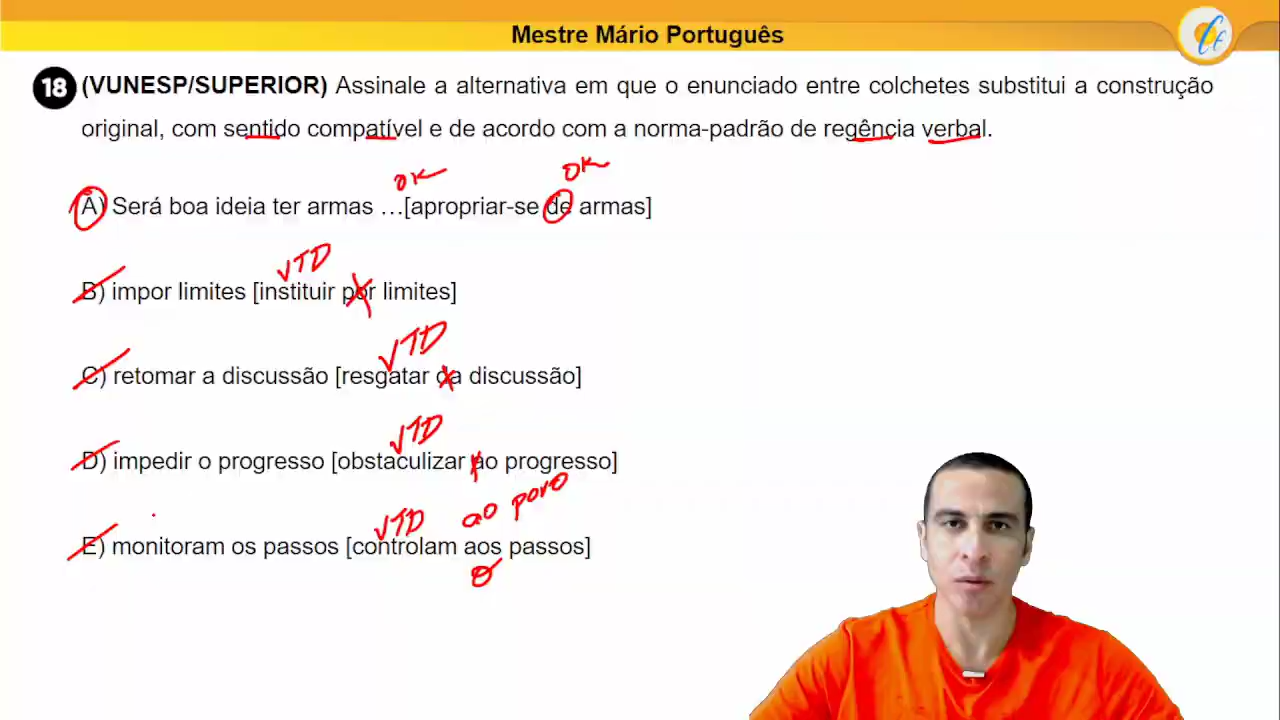 Mestre Mário Português
18 (VUNESP/SUPERIOR) Assinale a alternativa em que o enunciado entre colchetes substitui a construção
original, com sentido compatível e de acordo com a norma-padrão de regência verbal.
OK OK
A) Será boa ideia ter armas ...[apropriar-se de armas]
VTD
B) impor limites [instituir por limites]
VTD
C) retomar a discussão [resgatar da discussão]
VTD
D) impedir o progresso [obstaculizar ao progresso]
VTD ao povo
E) monitoram os passos [controlam aos passos]